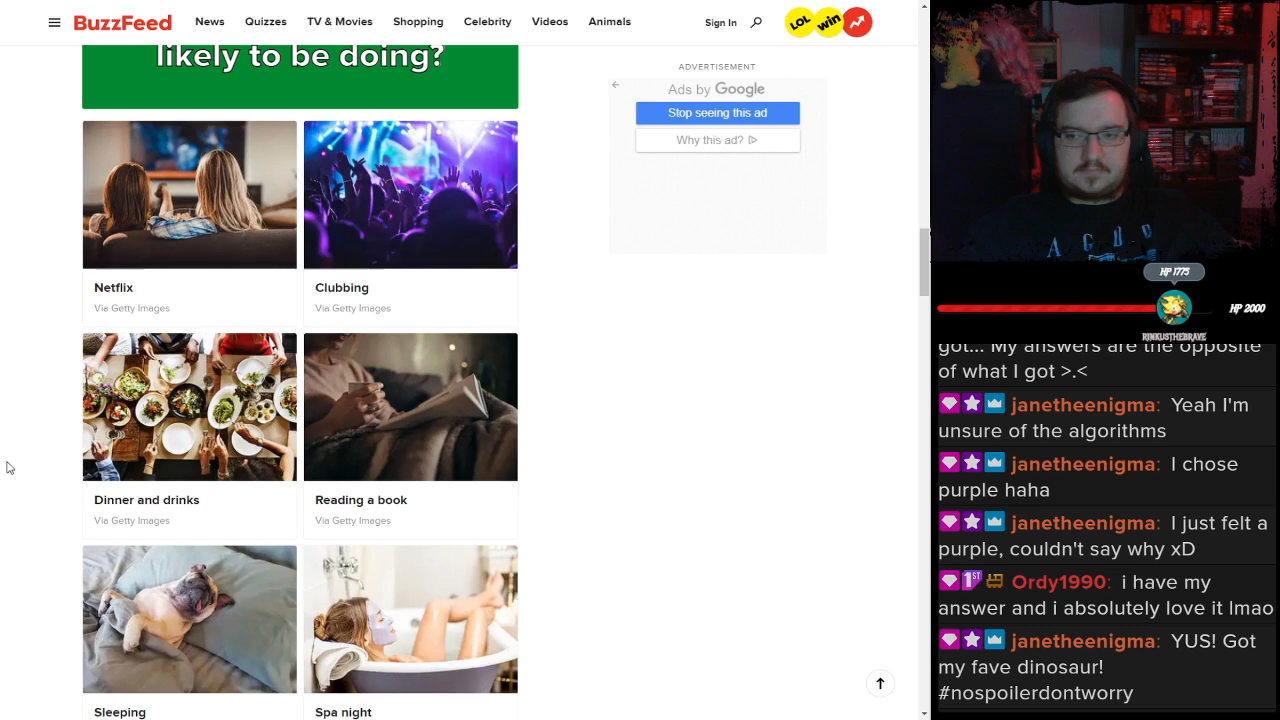 BuzzFeed
News
Quizzes
TV & Movies
Shopping
Celebrity
Videos
Animals
Sign In
LOL
win
likely to be doing?
ADVERTISEMENT
Ads by Google
Stop seeing this ad
Why this ad?
Netflix
Via Getty Images
Clubbing
Via Getty Images
Dinner and drinks
Via Getty Images
Reading a book
Via Getty Images
Sleeping
Spa night
HP 1775
HP 2000
RINKUSTHEBRAVE
got... My answers are the opposite
of what I got >.<
janetheenigma: Yeah I'm
unsure of the algorithms
janetheenigma: I chose
purple haha
janetheenigma: I just felt a
purple, couldn't say why xD
1ST Ordy1990: i have my
answer and i absolutely love it lmao
janetheenigma: YUS! Got
my fave dinosaur!
#nospoilerdontworry